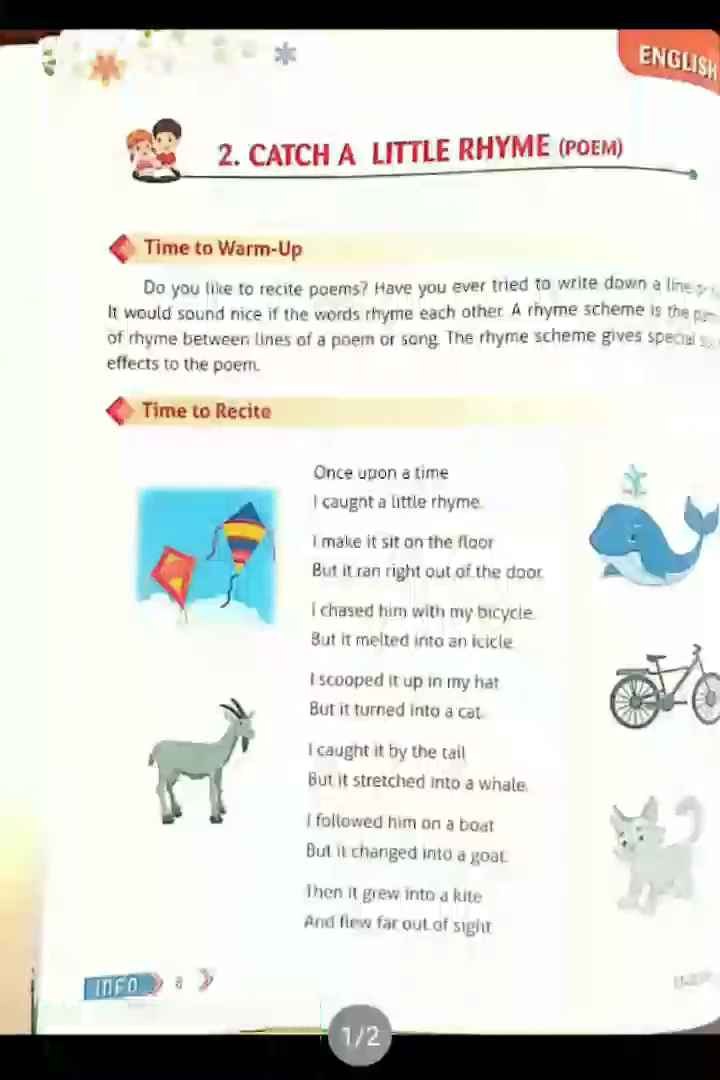 ENGLISH
2. CATCH A LITTLE RHYME (POEM)
Time to Warm-Up
Do you like to recite poems? Have you ever tried to write down a line
It would sound nice if the words rhyme each other. A rhyme scheme is the
of rhyme between lines of a poem or song. The rhyme scheme gives special
effects to the poem.
Time to Recite
Once upon a time
I caught a little rhyme.
I make it sit on the floor
But it ran right out of the door.
I chased him with my bicycle.
But it melted into an icicle.
I scooped it up in my hat
But it turned into a cat.
I caught it by the tail
But it stretched into a whale.
I followed him on a boat
But it changed into a goat.
Then it grew into a kite
And flew far out of sight
INFO 8
1/2